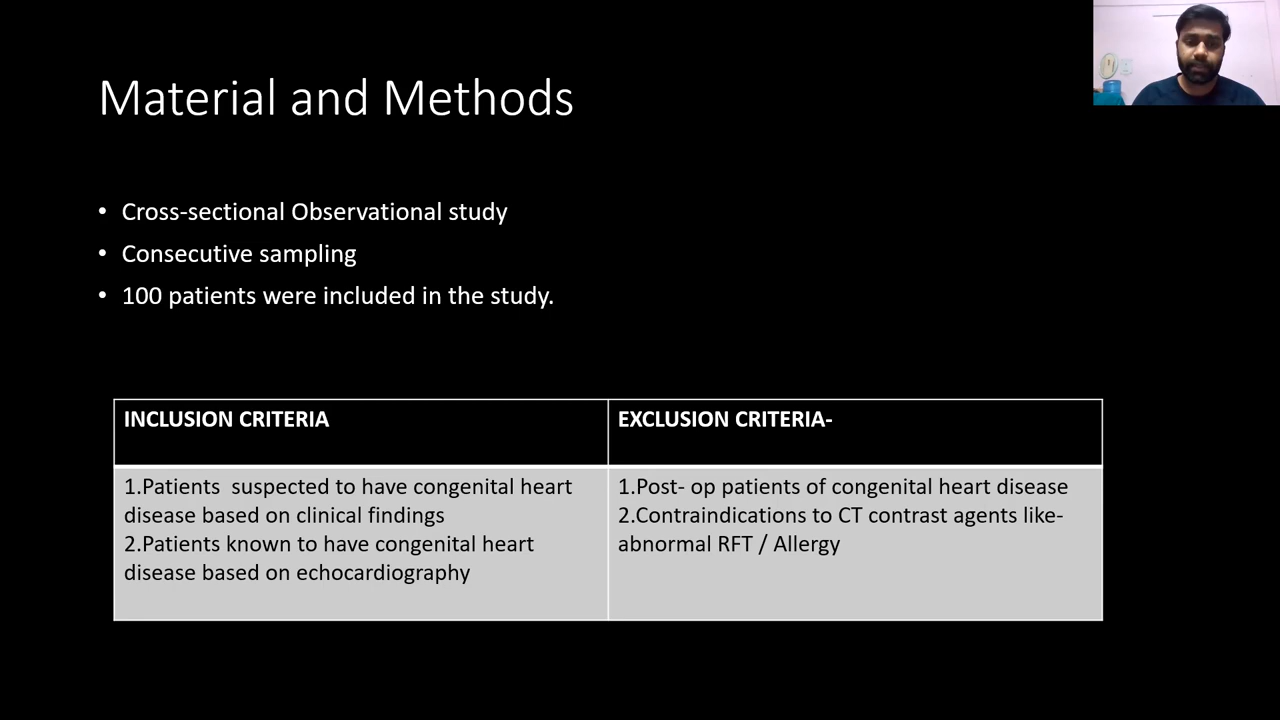 Material and Methods
• Cross-sectional Observational study
• Consecutive sampling
• 100 patients were included in the study.
INCLUSION CRITERIA
1.Patients  suspected to have congenital heart
disease based on clinical findings
2.Patients known to have congenital heart
disease based on echocardiography
EXCLUSION CRITERIA-
1.Post- op patients of congenital heart disease
2.Contraindications to CT contrast agents like-
abnormal RFT / Allergy